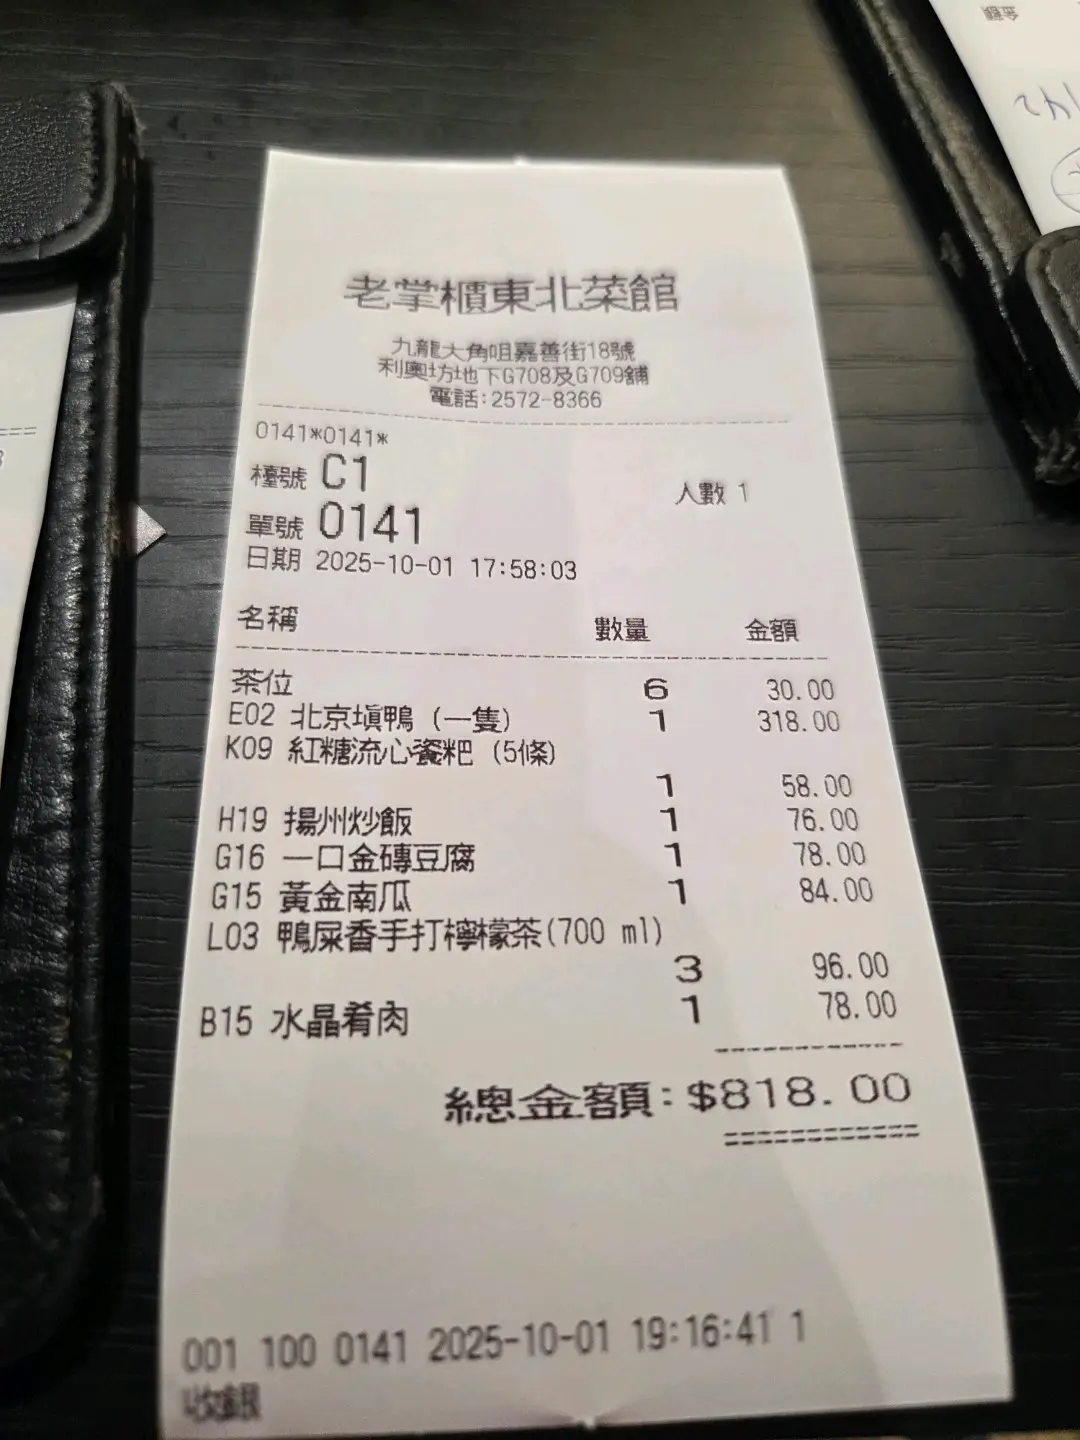 老掌櫃東北菜館
九龍大角咀嘉善街18號
利奧坊地下G708及G709舖
電話:2572-8366
0141*0141*
檯號 C1
人數 1
單號 0141
日期 2025-10-01 17:58:03
名稱 數量 金額
茶位 6 30.00
E02 北京填鴨 (一隻) 1 318.00
K09 紅糖流心餈粑 (5條)
1 58.00
H19 揚州炒飯 1 76.00
G16 一口金磚豆腐 1 78.00
G15 黃金南瓜 1 84.00
L03 鴨屎香手打檸檬茶(700 ml)
3 96.00
B15 水晶肴肉 1 78.00
總金額:$818.00
001 100 0141 2025-10-01 19:16:41 1
收銀
金額